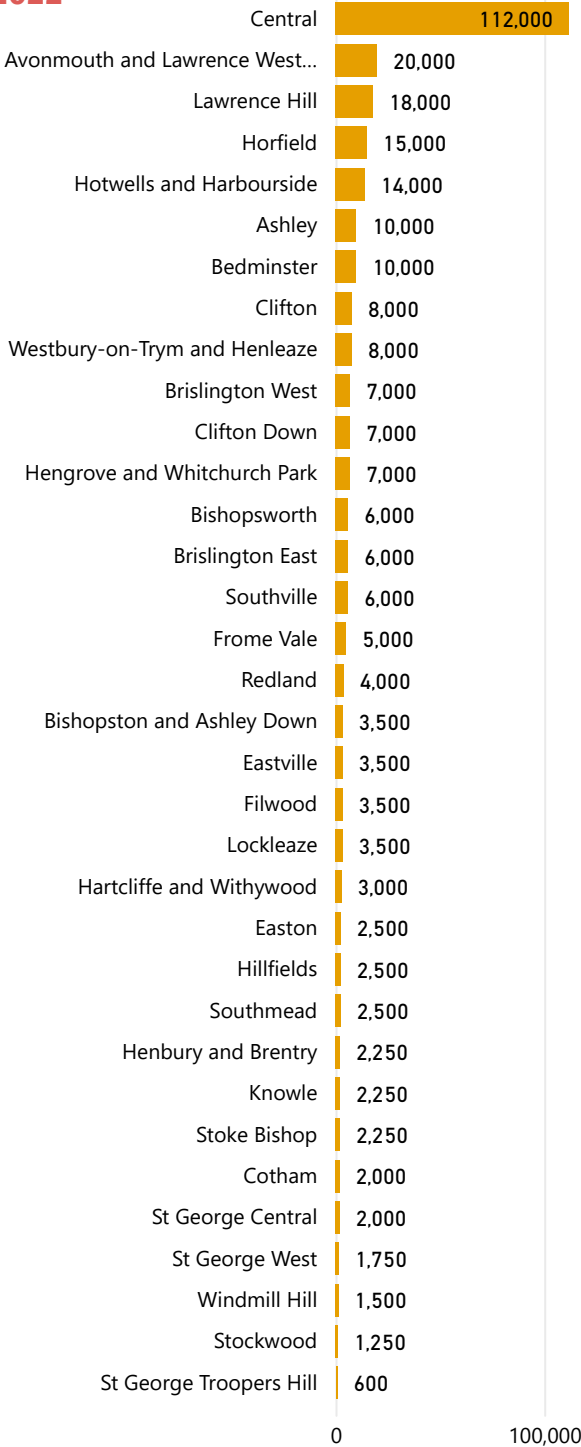 Central 112,000
Avonmouth and Lawrence West... 20,000
Lawrence Hill 18,000
Horfield 15,000
Hotwells and Harbourside 14,000
Ashley 10,000
Bedminster 10,000
Clifton 8,000
Westbury-on-Trym and Henleaze 8,000
Brislington West 7,000
Clifton Down 7,000
Hengrove and Whitchurch Park 7,000
Bishopsworth 6,000
Brislington East 6,000
Southville 6,000
Frome Vale 5,000
Redland 4,000
Bishopston and Ashley Down 3,500
Eastville 3,500
Filwood 3,500
Lockleaze 3,500
Hartcliffe and Withywood 3,000
Easton 2,500
Hillfields 2,500
Southmead 2,500
Henbury and Brentry 2,250
Knowle 2,250
Stoke Bishop 2,250
Cotham 2,000
St George Central 2,000
St George West 1,750
Windmill Hill 1,500
Stockwood 1,250
St George Troopers Hill 600
0 100,000